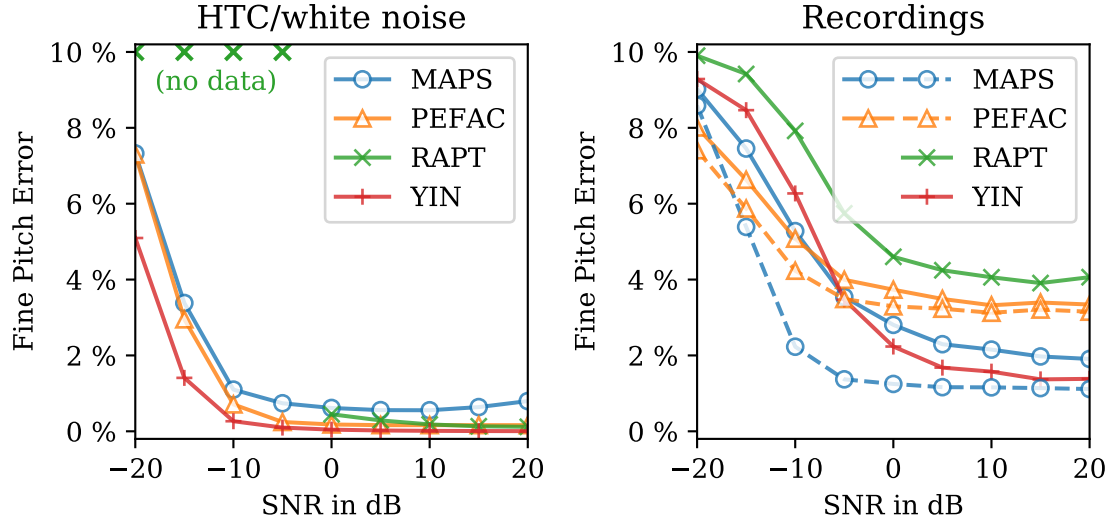 HTC/white noise
10 %
8 %
6 %
4 %
2 %
0 %
Fine Pitch Error
(no data)
MAPS
PEFAC
RAPT
YIN
−20
−10
0
10
20
SNR in dB
Recordings
10 %
8 %
6 %
4 %
2 %
0 %
Fine Pitch Error
MAPS
PEFAC
RAPT
YIN
−20
−10
0
10
20
SNR in dB